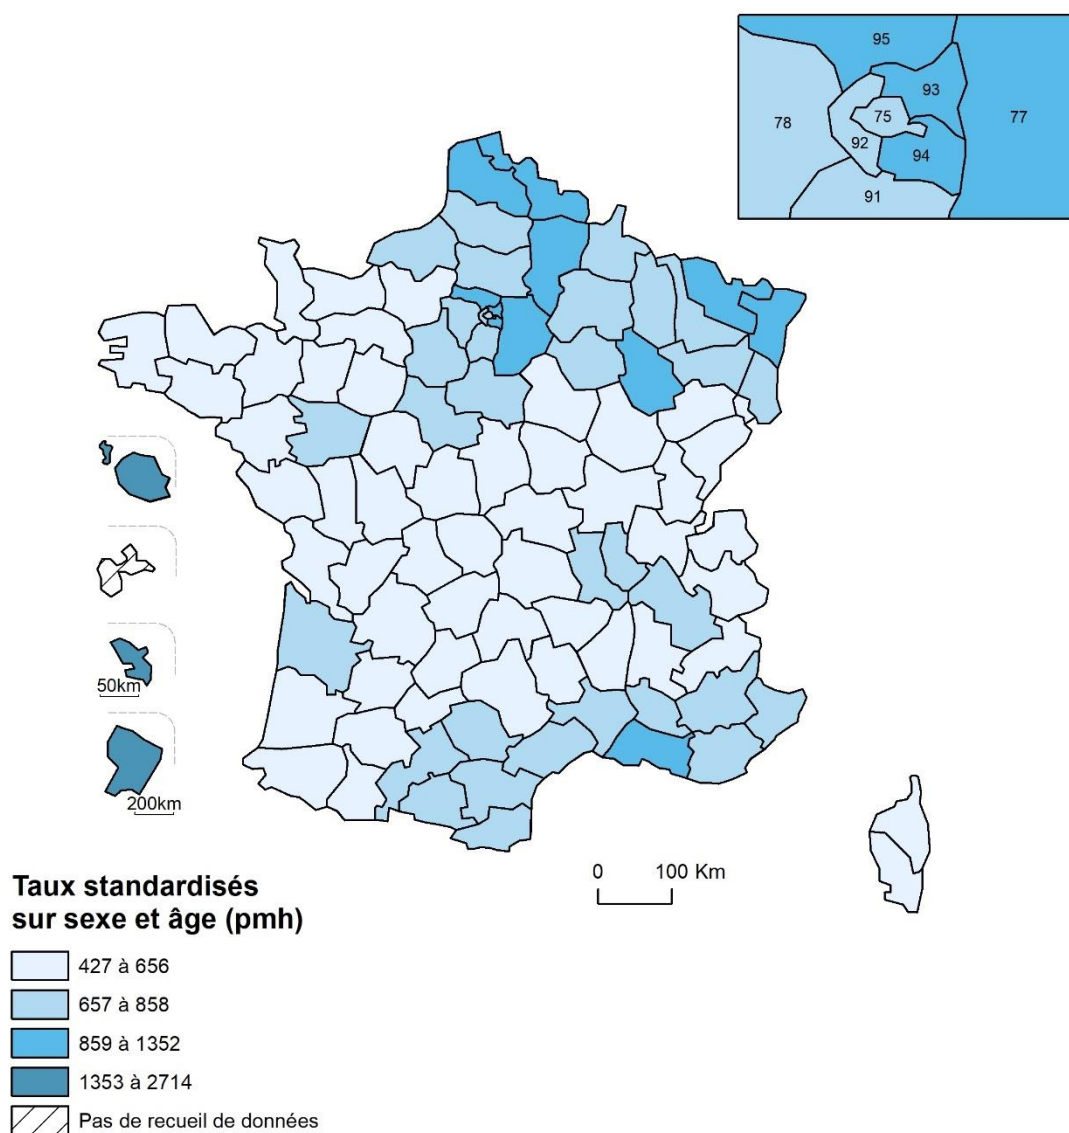 95
93
78
75
77
92
94
91
50km
200km
0 100 Km
Taux standardisés
sur sexe et âge (pmh)
427 à 656
657 à 858
859 à 1352
1353 à 2714
Pas de recueil de données